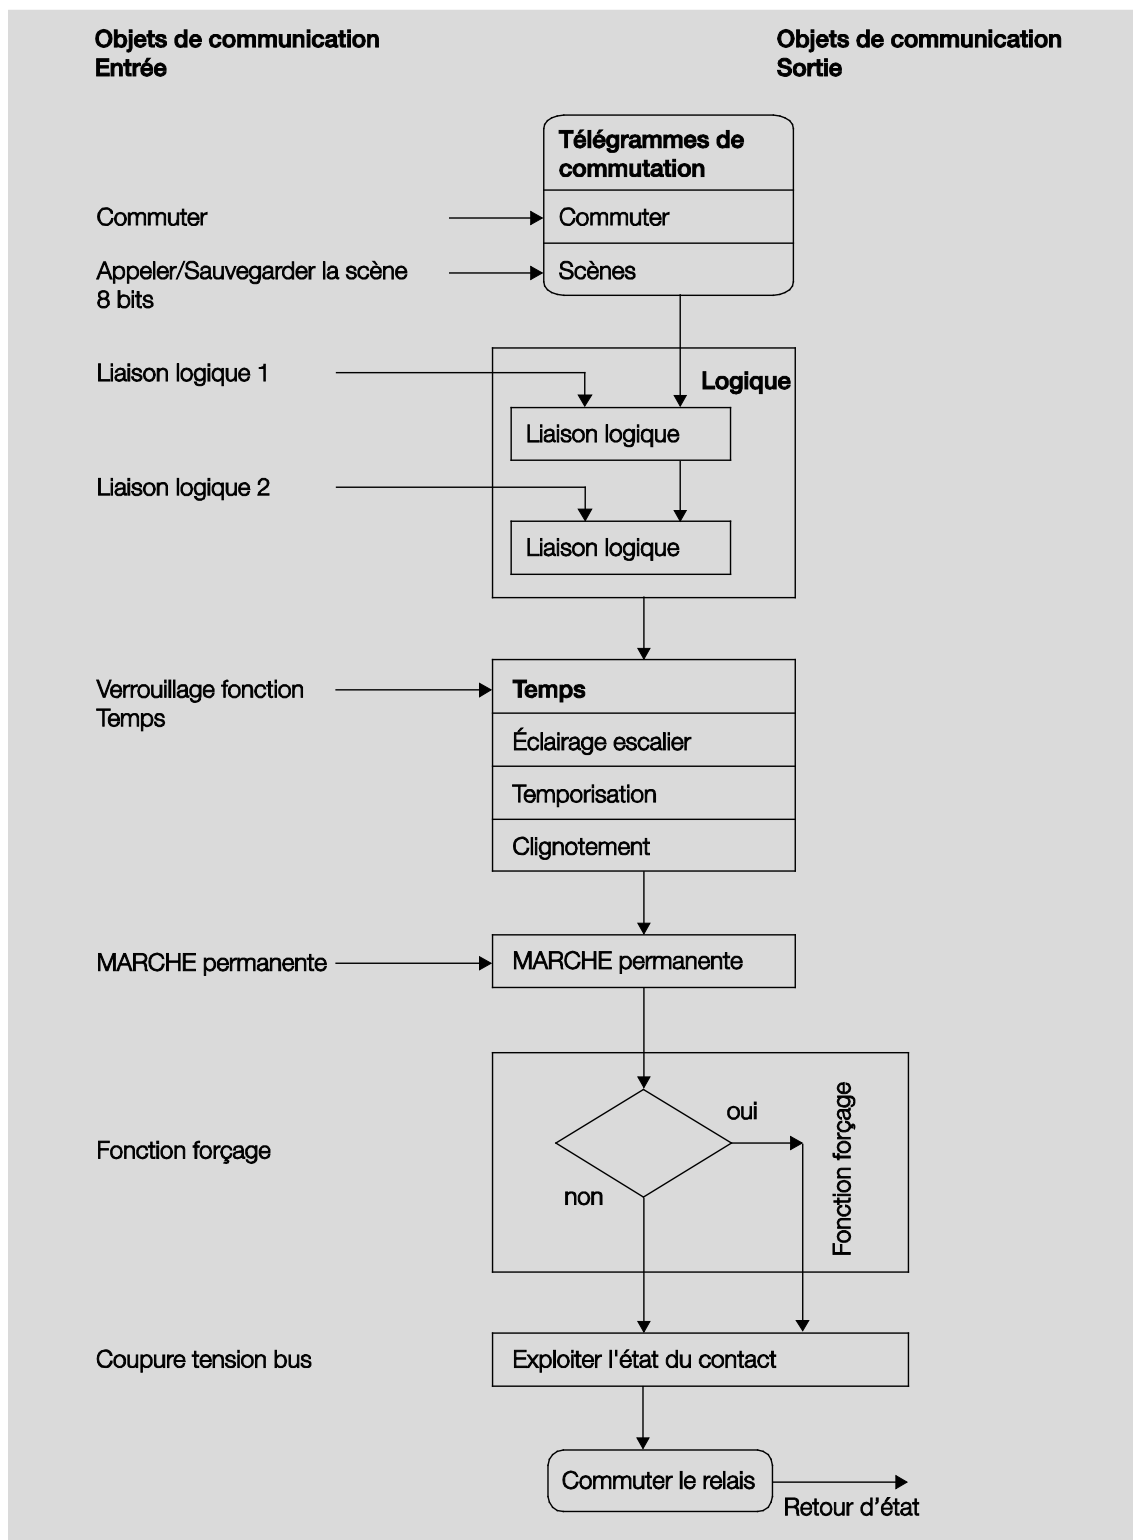 Objets de communication
Entrée
Objets de communication
Sortie
Télégrammes de
commutation
Commuter
Commuter
Appeler/Sauvegarder la scène
8 bits
Scènes
Liaison logique 1
Logique
Liaison logique
Liaison logique 2
Liaison logique
Verrouillage fonction
Temps
Temps
Éclairage escalier
Temporisation
Clignotement
MARCHE permanente
MARCHE permanente
oui
Fonction forçage
non
Fonction forçage
Coupure tension bus
Exploiter l'état du contact
Commuter le relais
Retour d'état